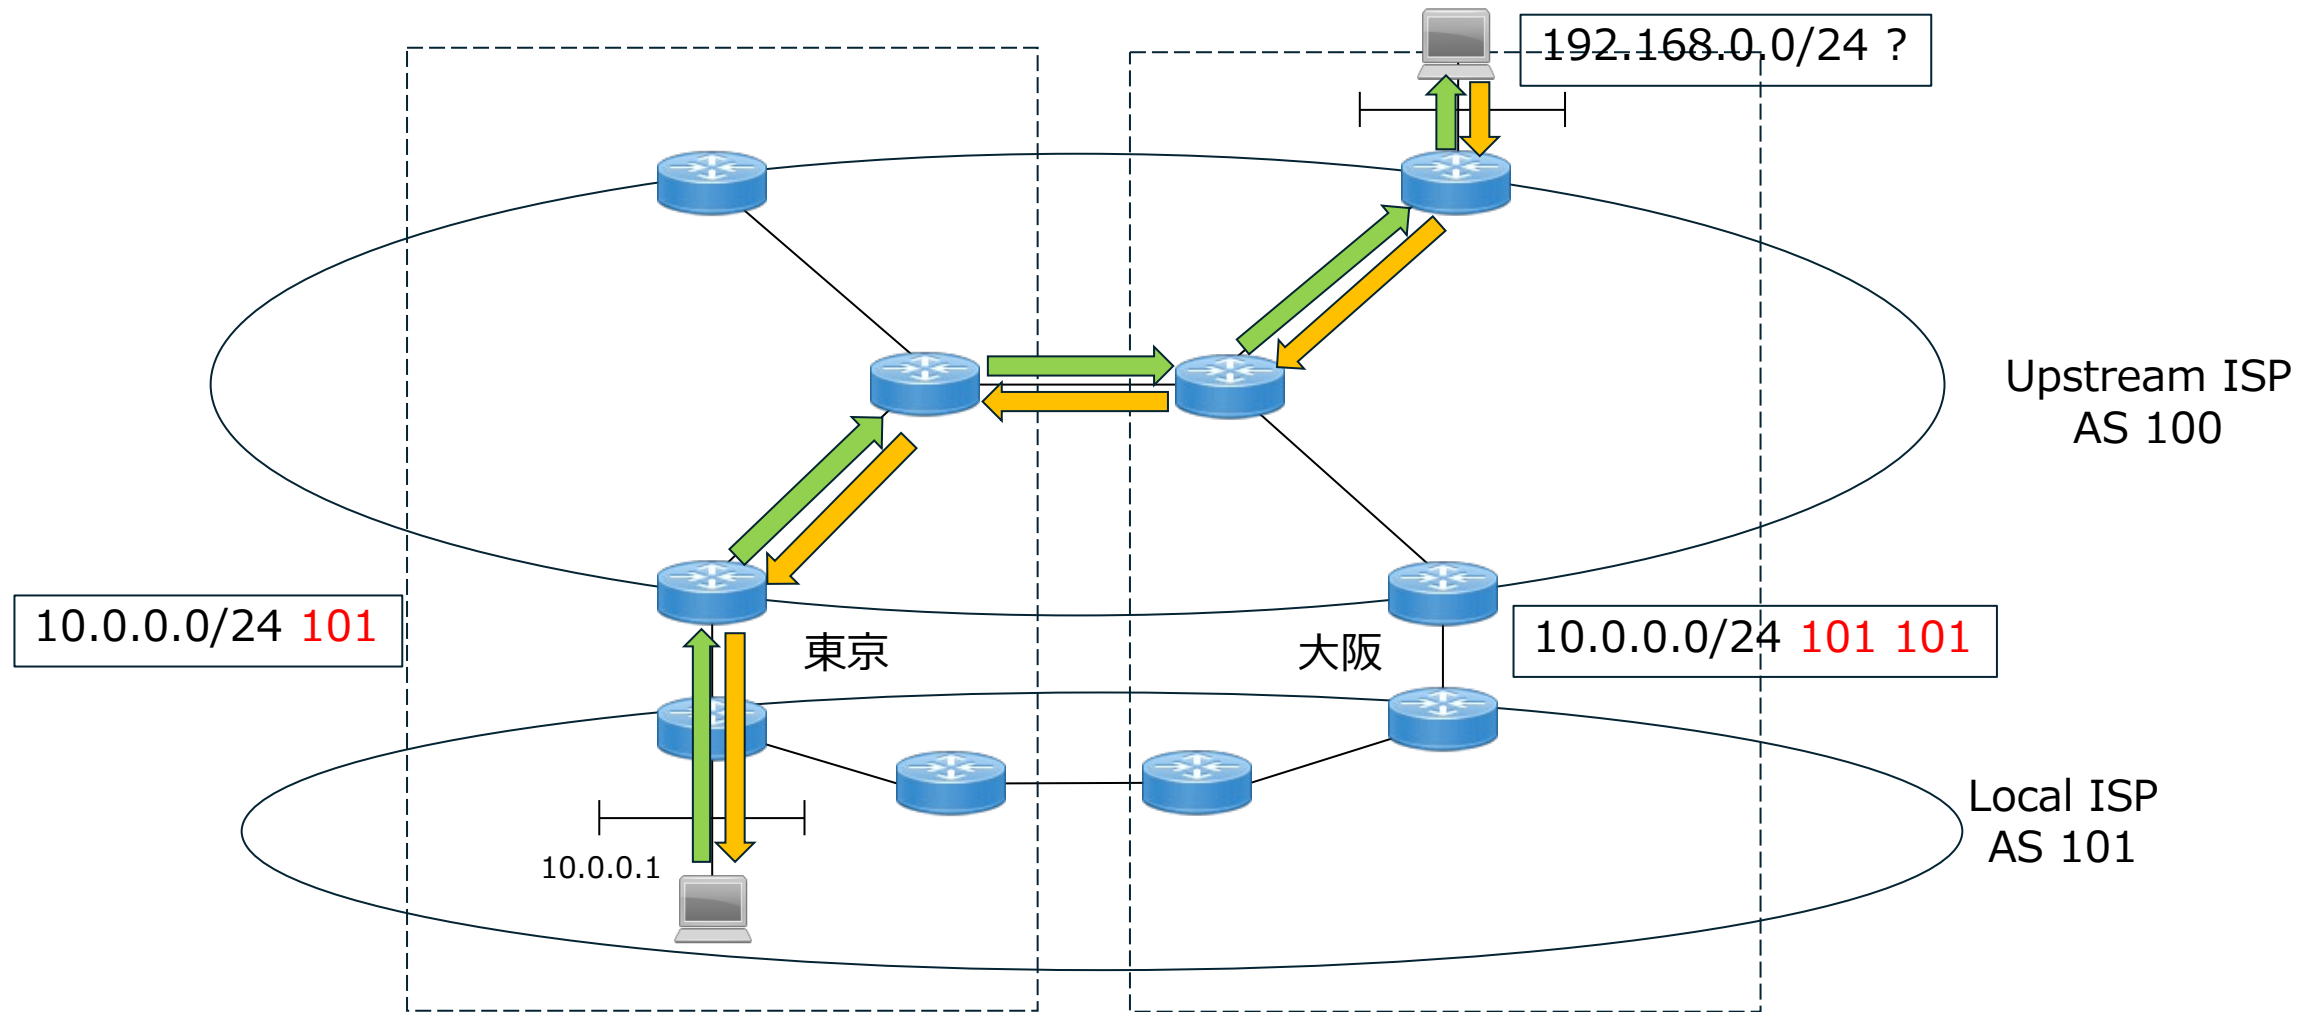 192.168.0.0/24 ?
Upstream ISP
AS 100
10.0.0.0/24 101
東京
大阪
10.0.0.0/24 101 101
Local ISP
AS 101
10.0.0.1